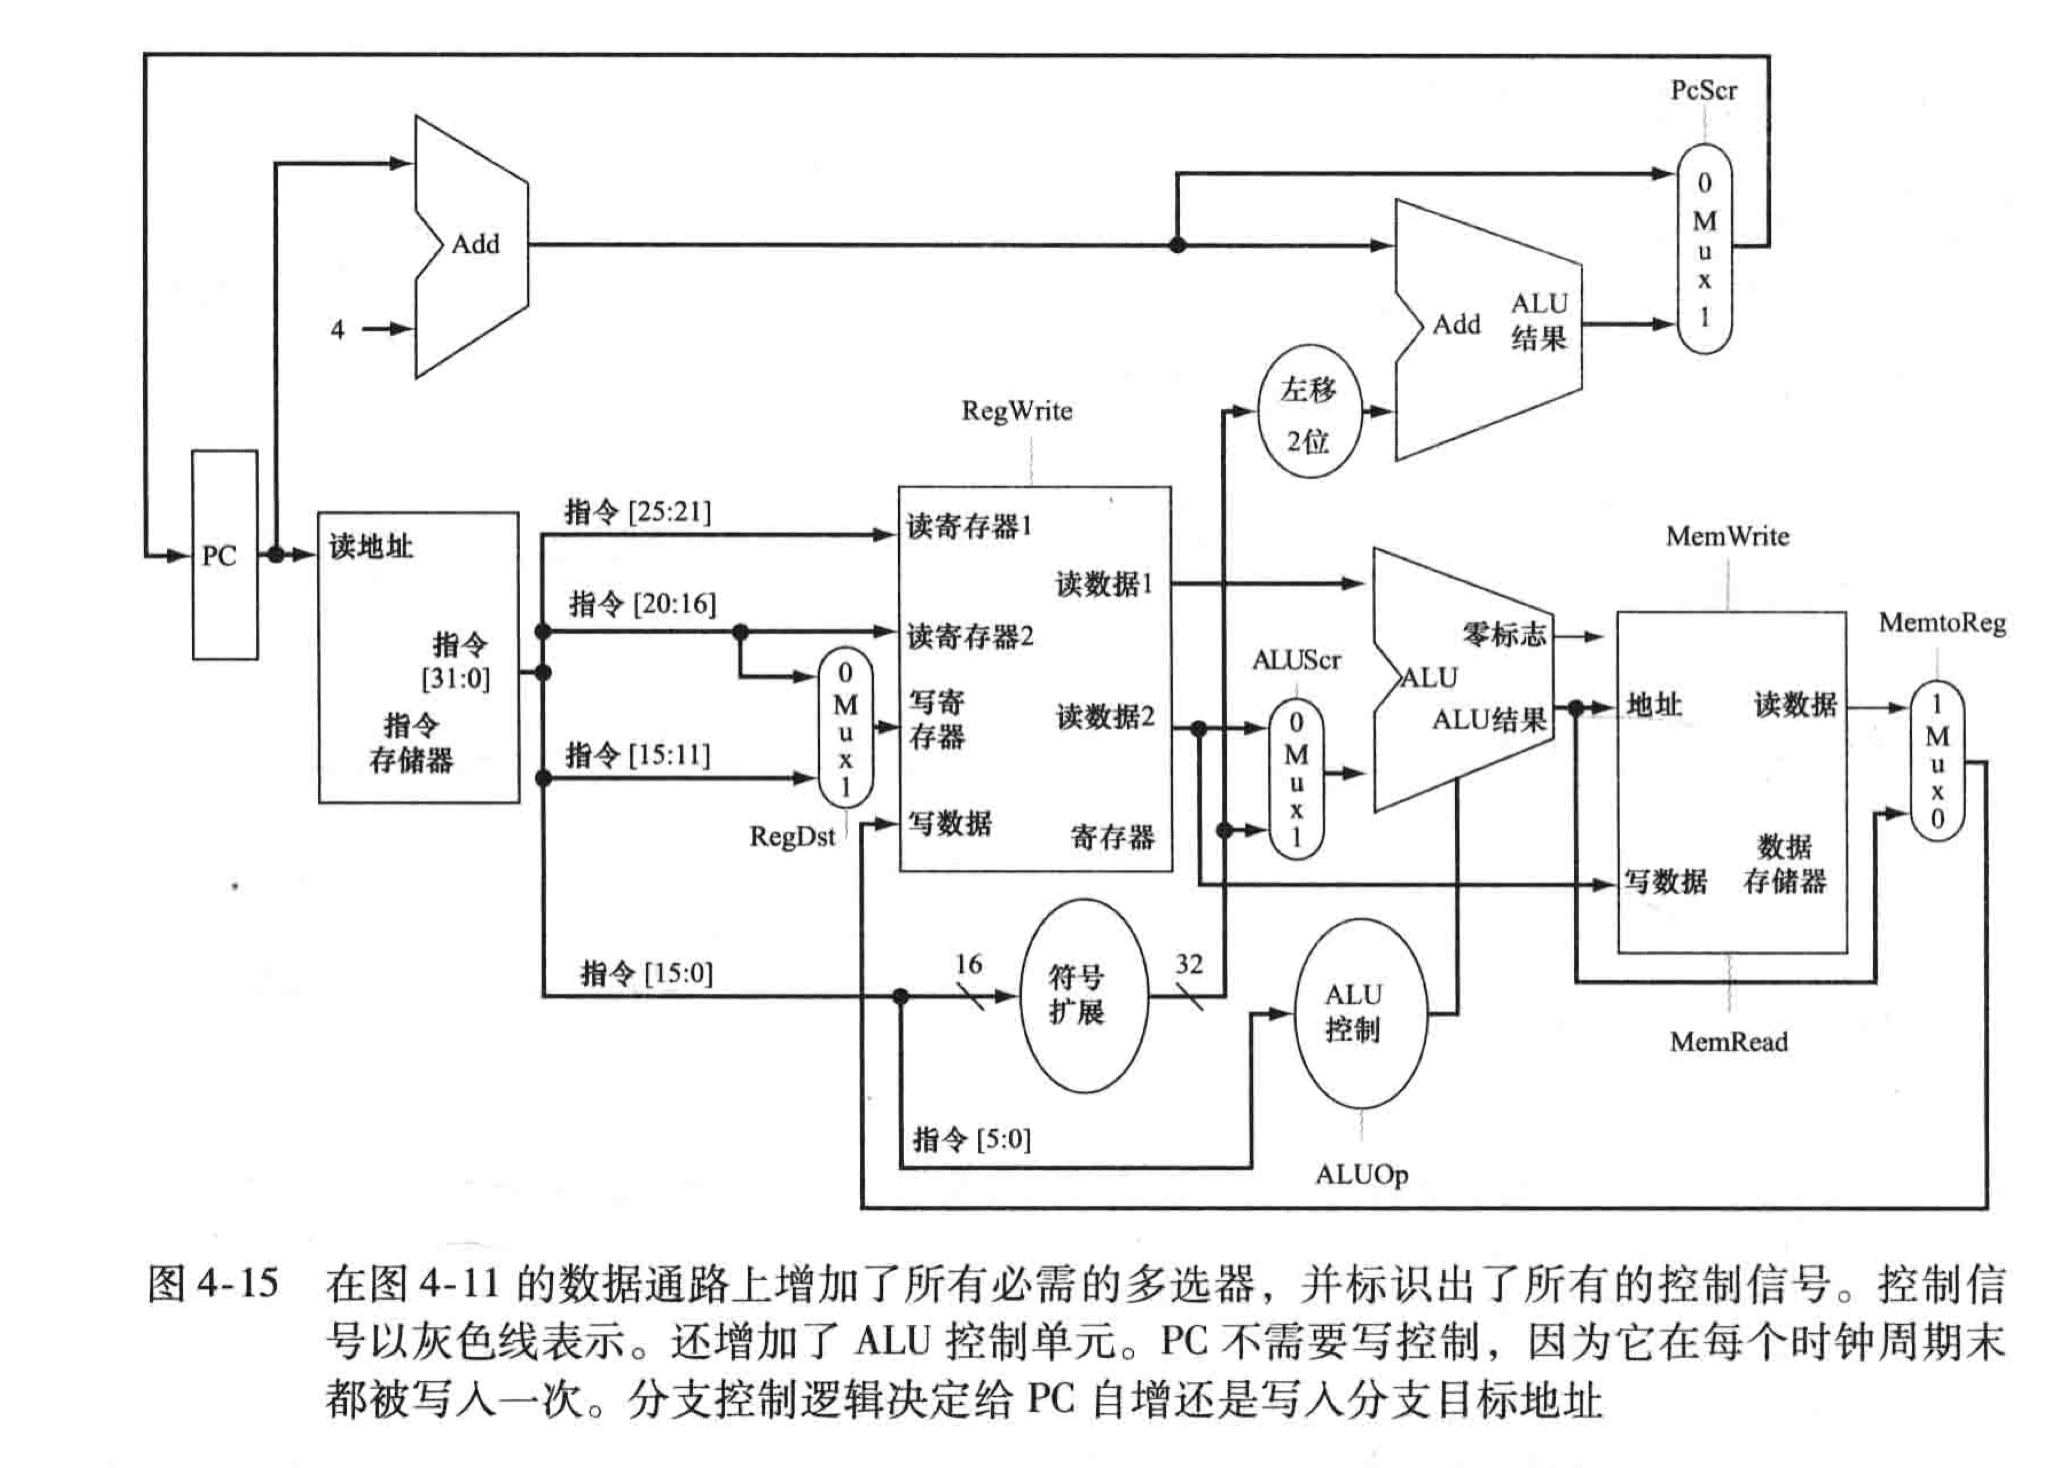 PcScr
0
M
u
x
1
Add
ALU
结果
Add
4
左移
2位
RegWrite
指令 [25:21]
读寄存器1
MemWrite
PC
读地址
读数据1
指令 [20:16]
读寄存器2
零标志
MemtoReg
指令
[31:0]
0
M
u
x
1
写寄
存器
ALUScr
ALU
读数据2
0
M
u
x
1
ALU结果
地址
读数据
1
M
u
x
0
指令
存储器
指令 [15:11]
RegDst
写数据
寄存器
数据
存储器
写数据
指令 [15:0]
16
符号
扩展
32
ALU
控制
MemRead
指令 [5:0]
ALUOp
图 4-15 在图 4-11 的数据通路上增加了所有必需的多选器，并标识出了所有的控制信号。控制信
号以灰色线表示。还增加了 ALU 控制单元。PC 不需要写控制，因为它在每个时钟周期末
都被写入一次。分支控制逻辑决定给 PC 自增还是写入分支目标地址